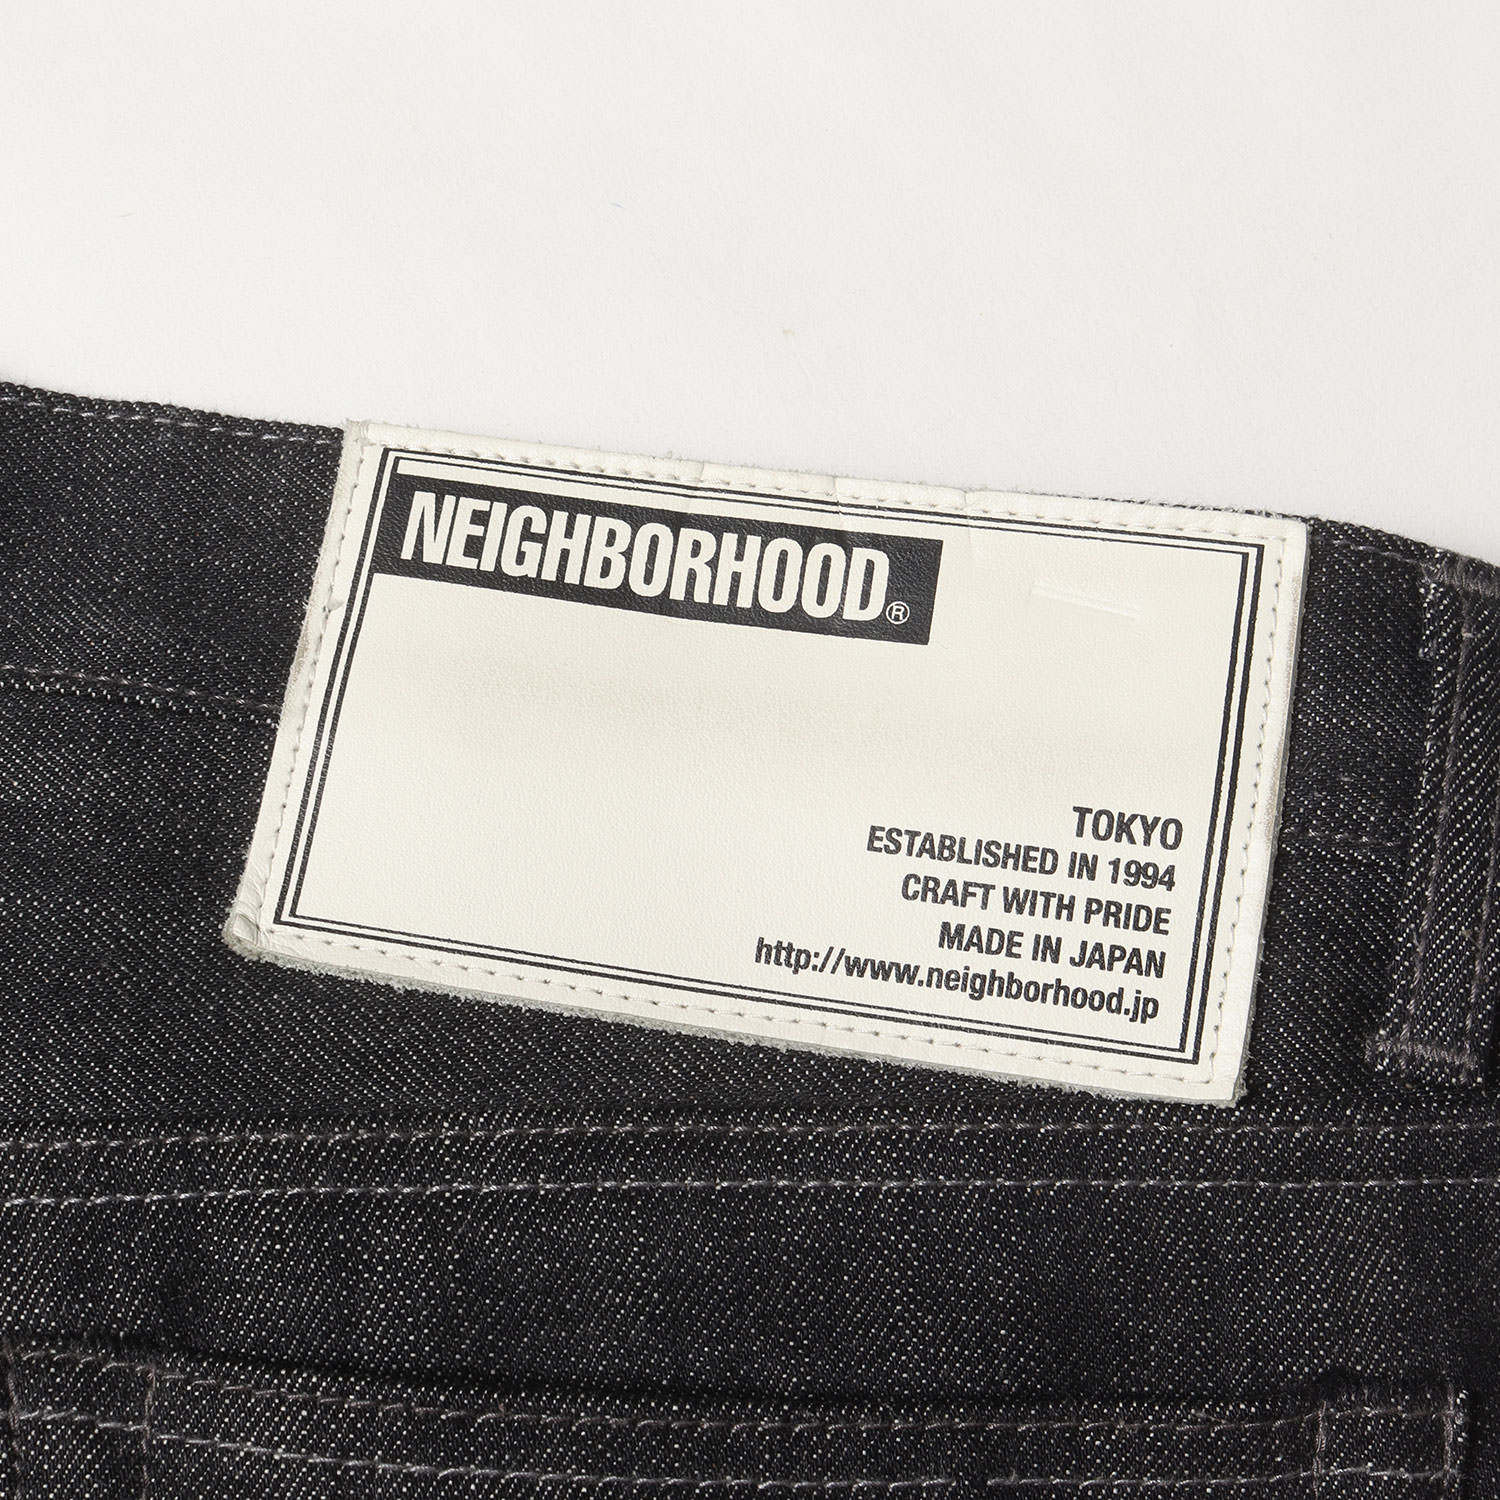 NEIGHBORHOOD®
TOKYO
ESTABLISHED IN 1994
CRAFT WITH PRIDE
MADE IN JAPAN
http://www.neighborhood.jp